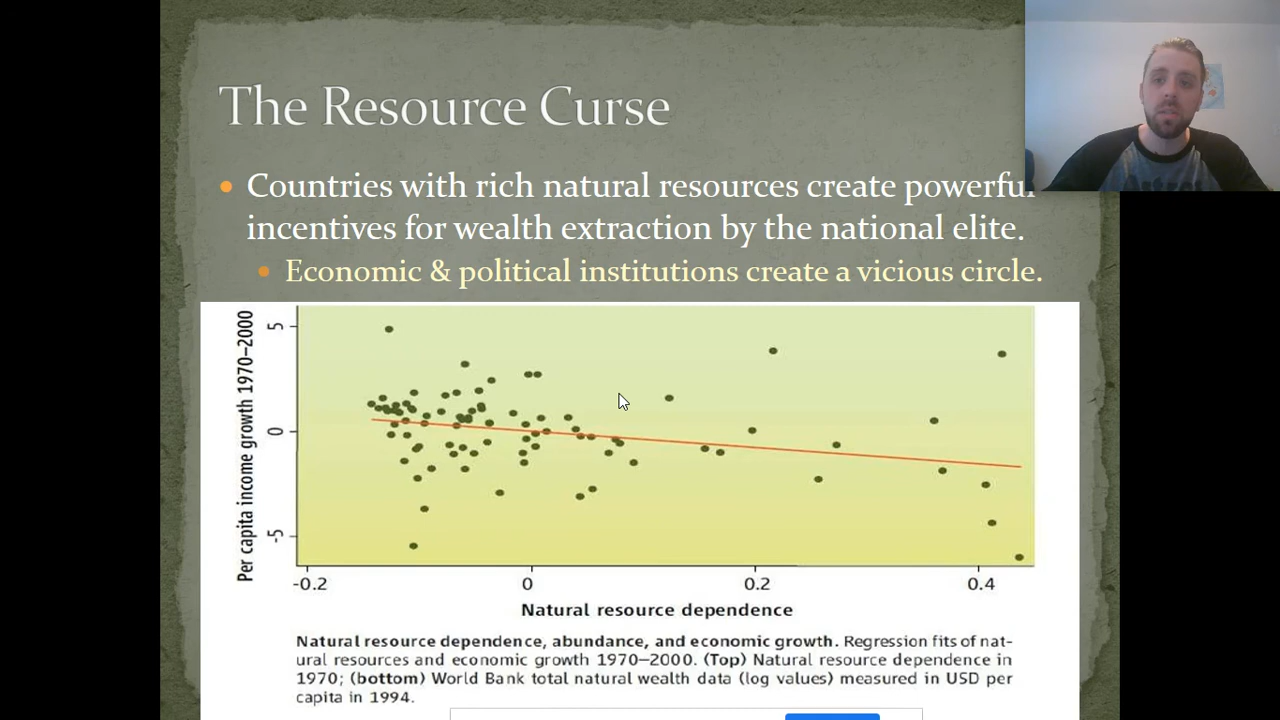 The Resource Curse
Countries with rich natural resources create powerful
incentives for wealth extraction by the national elite.
Economic & political institutions create a vicious circle.
Per capita income growth 1970–2000
5
0
-5
-0.2
0
0.2
0.4
Natural resource dependence
Natural resource dependence, abundance, and economic growth. Regression fits of nat-
ural resources and economic growth 1970–2000. (Top) Natural resource dependence in
1970; (bottom) World Bank total natural wealth data (log values) measured in USD per
capita in 1994.